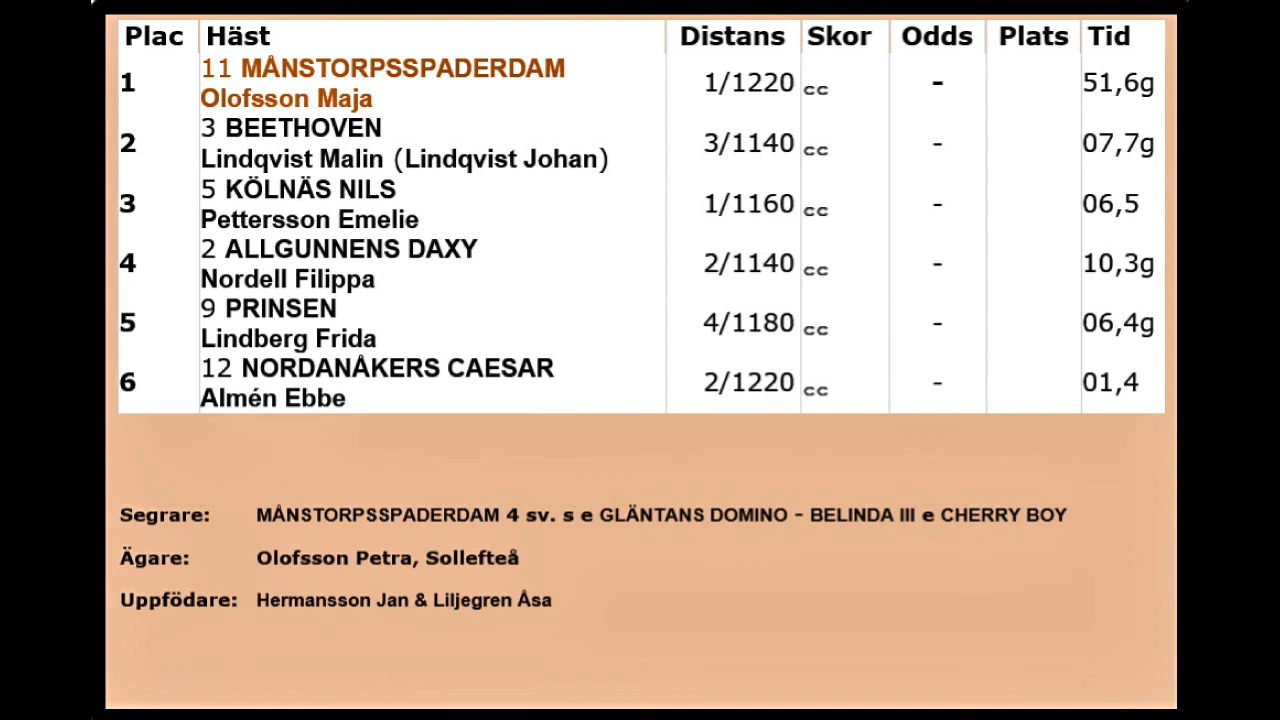 Plac Häst Distans Skor Odds Plats Tid
1 11 MÅNSTORPSSPADERDAM 1/1220 cc - 51,6g
Olofsson Maja
2 3 BEETHOVEN 3/1140 cc - 07,7g
Lindqvist Malin (Lindqvist Johan)
3 5 KÖLNÄS NILS 1/1160 cc - 06,5
Pettersson Emelie
4 2 ALLGUNNENS DAXY 2/1140 cc - 10,3g
Nordell Filippa
5 9 PRINSEN 4/1180 cc - 06,4g
Lindberg Frida
6 12 NORDANÅKERS CAESAR 2/1220 cc - 01,4
Almén Ebbe
Segrare: MÅNSTORPSSPADERDAM 4 sv. s e GLÄNTANS DOMINO - BELINDA III e CHERRY BOY
Ägare: Olofsson Petra, Sollefteå
Uppfödare: Hermansson Jan & Liljegren Åsa